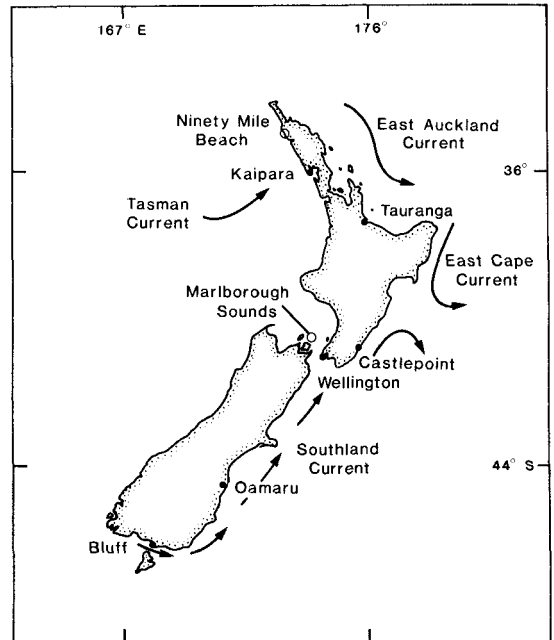 167° E
176°
Ninety Mile
Beach
East Auckland
Current
Kaipara
36°
Tasman
Current
Tauranga
East Cape
Current
Marlborough
Sounds
Castlepoint
Wellington
Southland
Current
44° S
Oamaru
Bluff